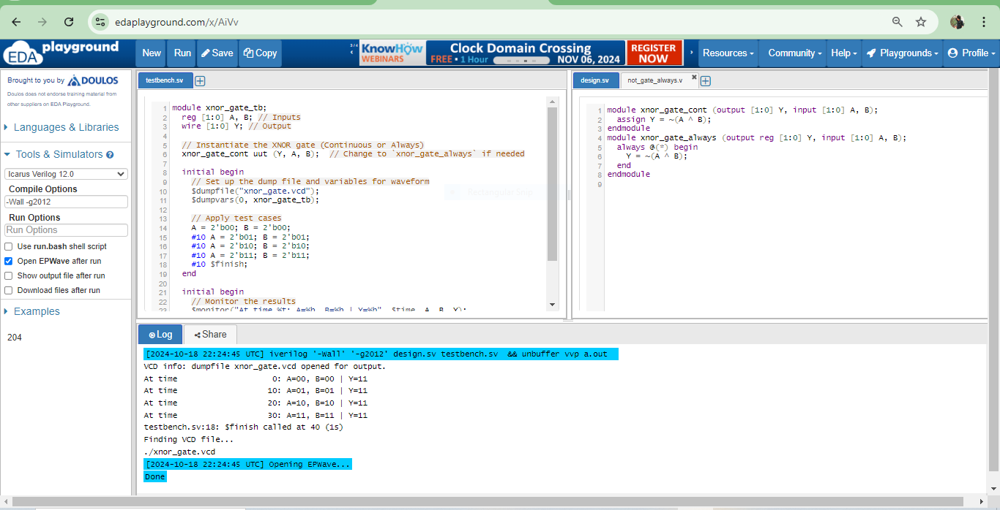 edaplayground.com/x/AiVv
EDA playground
New
Run
Save
Copy
3/4
KnowHow WEBINARS
Clock Domain Crossing
FREE • 1 Hour
NOV 06, 2024
REGISTER NOW
Resources
Community
Help
Playgrounds
Profile
Brought to you by DOULOS
Doulos does not endorse training material from
other suppliers on EDA Playground.
Languages & Libraries
Tools & Simulators
Icarus Verilog 12.0
Compile Options
-Wall -g2012
Run Options
Run Options
Use run.bash shell script
Open EPWave after run
Show output file after run
Download files after run
Examples
204
testbench.sv
1 module xnor_gate_tb;
2 reg [1:0] A, B; // Inputs
3 wire [1:0] Y; // Output
4
5 // Instantiate the XNOR gate (Continuous or Always)
6 xnor_gate_cont uut (Y, A, B); // Change to `xnor_gate_always` if needed
7
8 initial begin
9 // Set up the dump file and variables for waveform
10 $dumpfile("xnor_gate.vcd");
11 $dumpvars(0, xnor_gate_tb);
12
13 // Apply test cases
14 A = 2'b00; B = 2'b00;
15 #10 A = 2'b01; B = 2'b01;
16 #10 A = 2'b10; B = 2'b10;
17 #10 A = 2'b11; B = 2'b11;
18 #10 $finish;
19 end
20
21 initial begin
22 // Monitor the results
23 $monitor("At time %t: A=%b, B=%b | Y=%b", $time, A, B, Y);
Rectangular Snip
design.sv
not_gate_always.v
1 module xnor_gate_cont (output [1:0] Y, input [1:0] A, B);
2 assign Y = ~(A ^ B);
3 endmodule
4 module xnor_gate_always (output reg [1:0] Y, input [1:0] A, B);
5 always @(*) begin
6 Y = ~(A ^ B);
7 end
8 endmodule
9
Log
Share
[2024-10-18 22:24:45 UTC] iverilog '-Wall' '-g2012' design.sv testbench.sv && unbuffer vvp a.out
VCD info: dumpfile xnor_gate.vcd opened for output.
At time 0: A=00, B=00 | Y=11
At time 10: A=01, B=01 | Y=11
At time 20: A=10, B=10 | Y=11
At time 30: A=11, B=11 | Y=11
testbench.sv:18: $finish called at 40 (1s)
Finding VCD file...
./xnor_gate.vcd
[2024-10-18 22:24:45 UTC] Opening EPWave...
Done